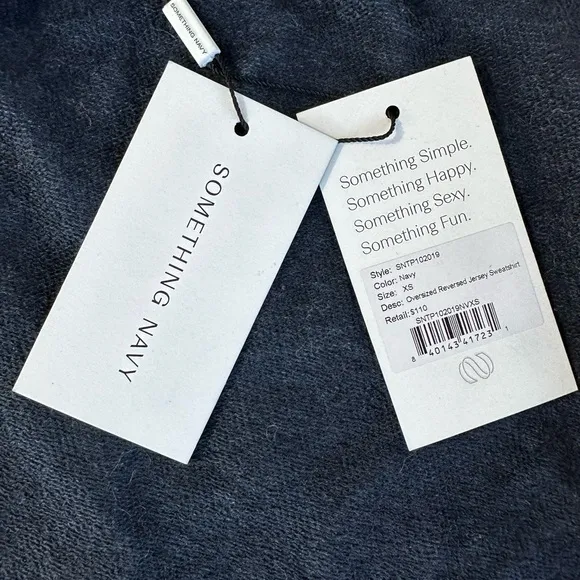 SOMETHING NAVY
SOMETHING NAVY
Something Simple.
Something Happy.
Something Sexy.
Something Fun.
Style: SNTP102019
Color: Navy
Size: XS
Desc: Oversized Reversed Jersey Sweatshirt
Retail: $110
SNTP102019NVXS
8 40143 41723 1